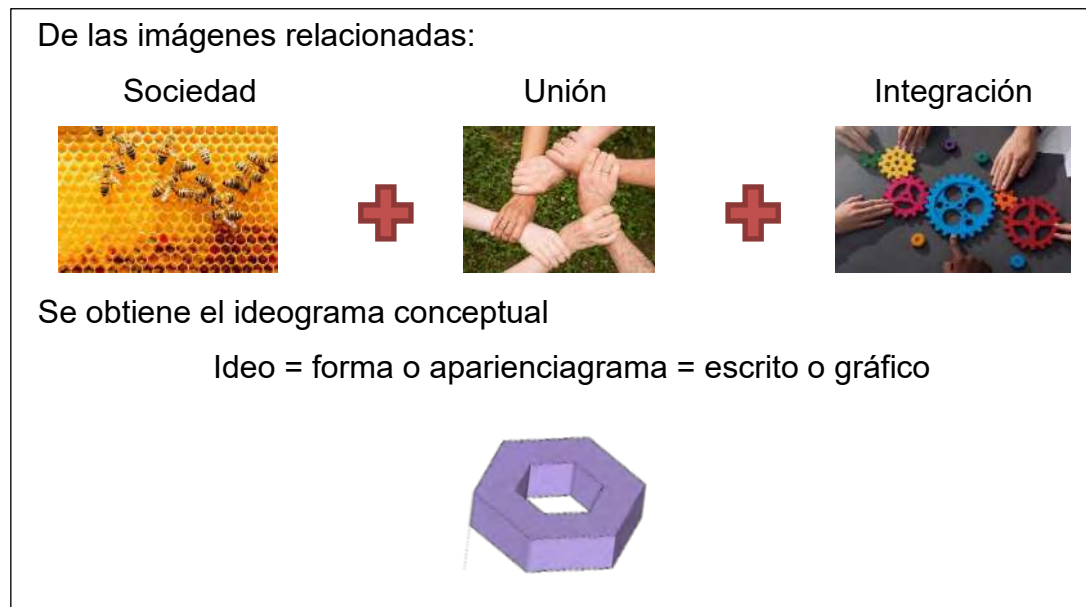 De las imágenes relacionadas:
Sociedad Unión Integración
Se obtiene el ideograma conceptual
Ideo = forma o aparienciagrama = escrito o gráfico